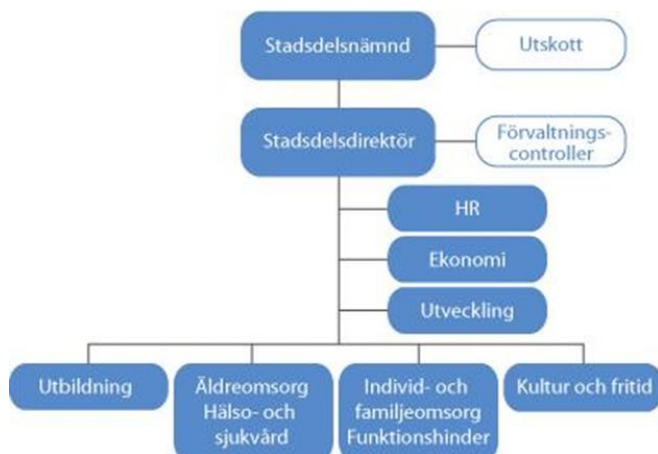 Stadsdelsnämnd
Utskott
Stadsdelsdirektör
Förvaltnings-
controller
HR
Ekonomi
Utveckling
Utbildning
Äldreomsorg
Hälso- och
sjukvård
Individ- och
familjeomsorg
Funktionshinder
Kultur och fritid